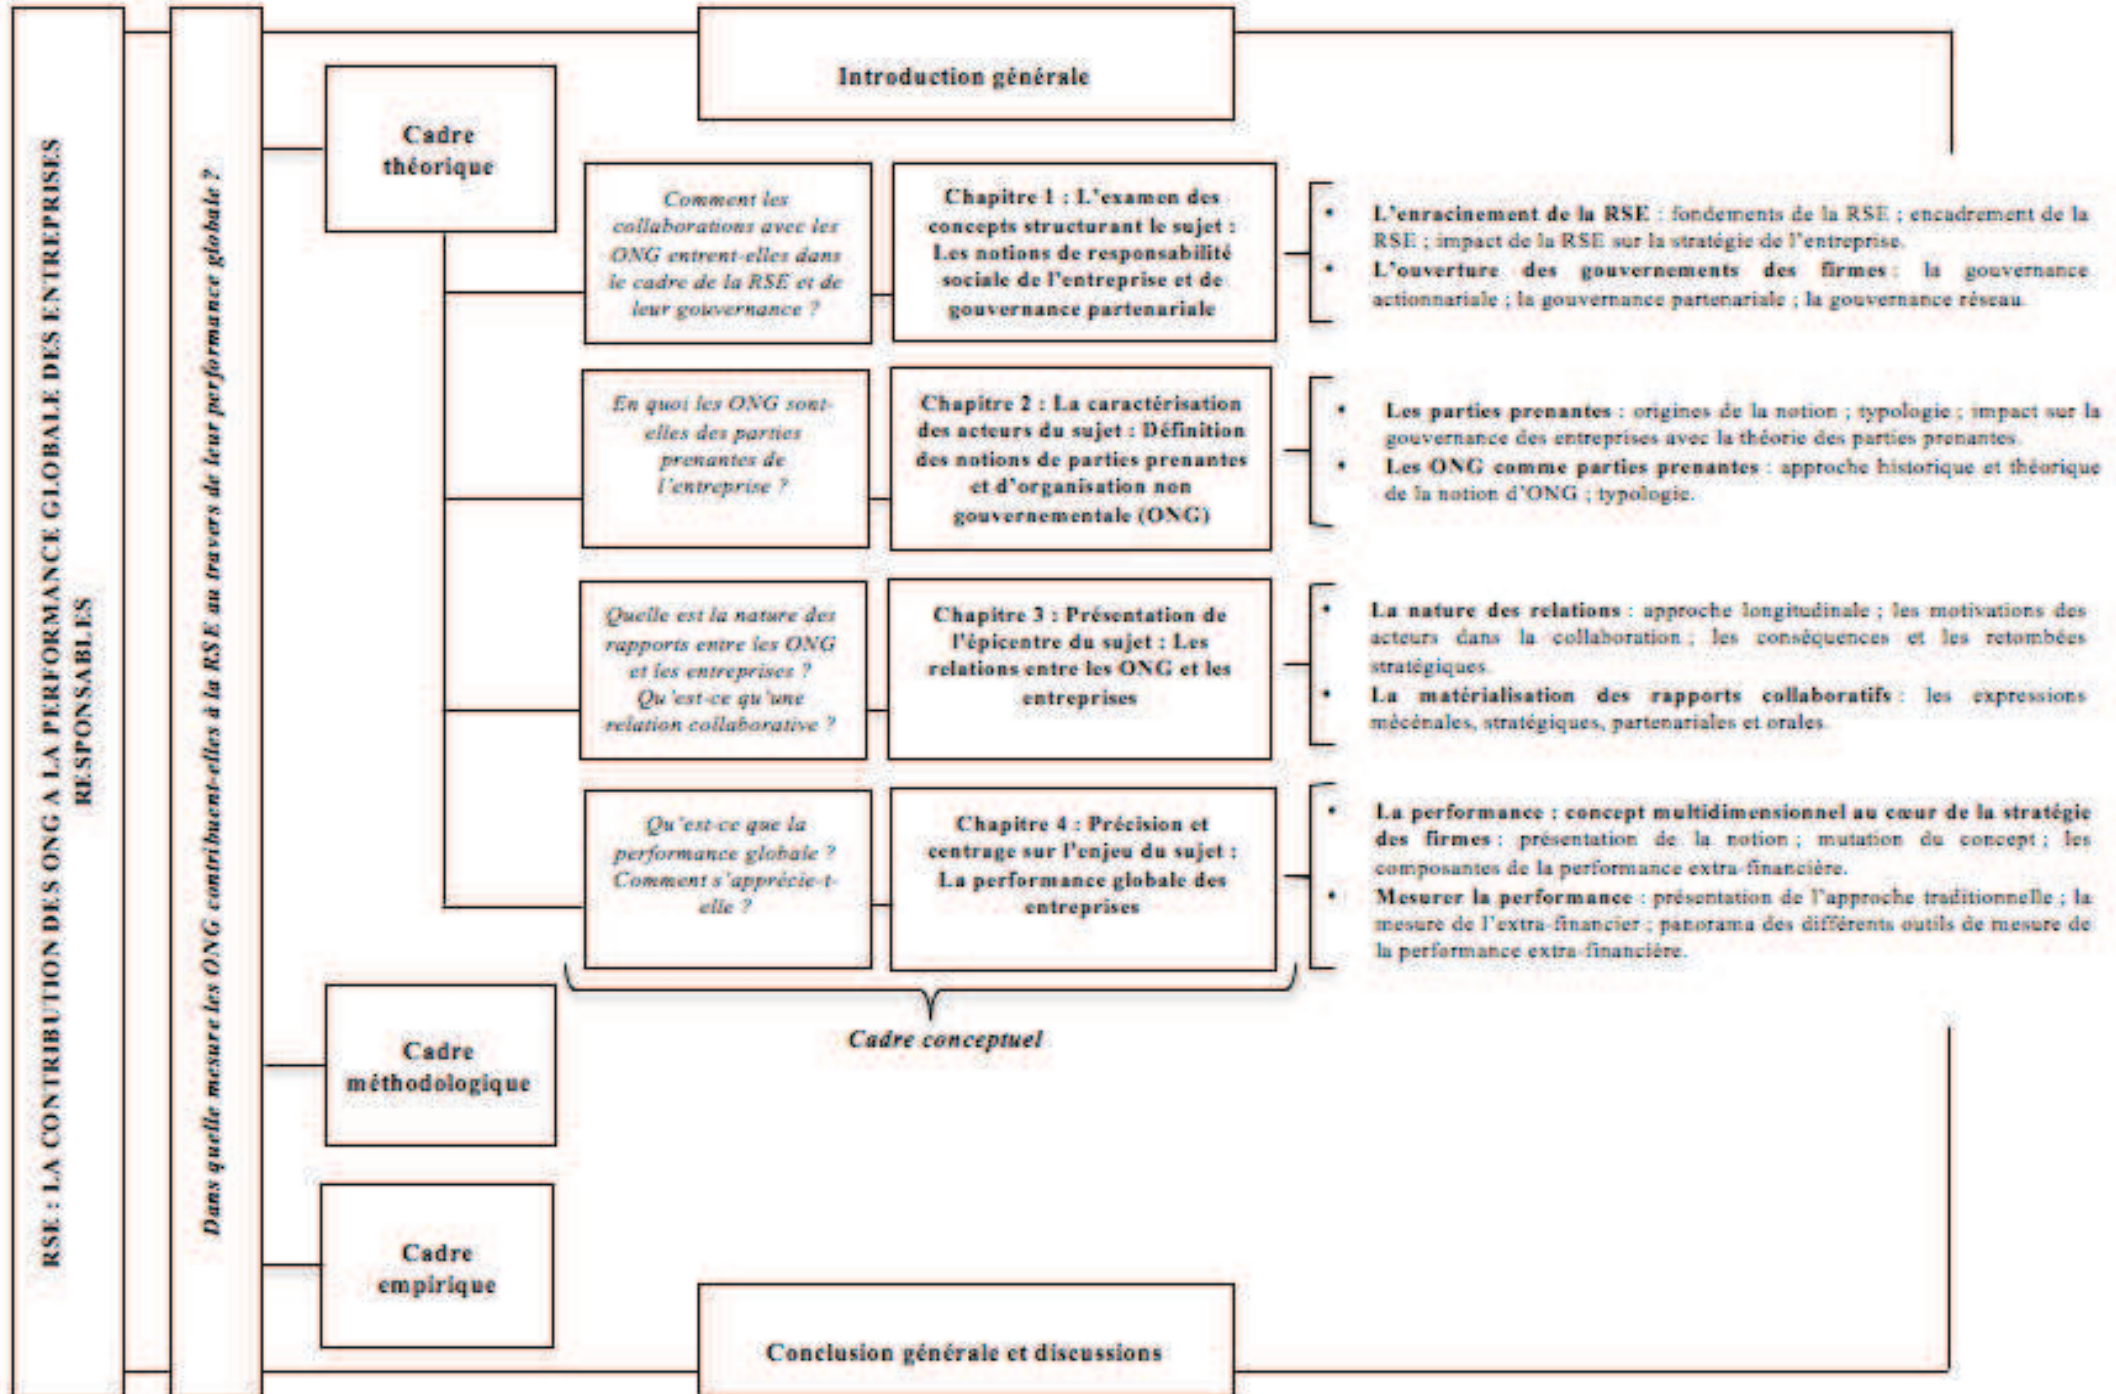 RSE : LA CONTRIBUTION DES ONG A LA PERFORMANCE GLOBALE DES ENTREPRISES
RESPONSABLES
Dans quelle mesure les ONG contribuent-elles à la RSE au travers de leur performance globale ?
Introduction générale
Cadre
théorique
Comment les
collaborations avec les
ONG entrent-elles dans
le cadre de la RSE et de
leur gouvernance ?
Chapitre 1 : L'examen des
concepts structurant le sujet :
Les notions de responsabilité
sociale de l'entreprise et de
gouvernance partenariale
• L'enracinement de la RSE : fondements de la RSE ; encadrement de la
RSE ; impact de la RSE sur la stratégie de l'entreprise.
• L'ouverture des gouvernements des firmes : la gouvernance
actionnariale ; la gouvernance partenariale ; la gouvernance réseau.
En quoi les ONG sont-
elles des parties
prenantes de
l'entreprise ?
Chapitre 2 : La caractérisation
des acteurs du sujet : Définition
des notions de parties prenantes
et d'organisation non
gouvernementale (ONG)
• Les parties prenantes : origines de la notion ; typologie ; impact sur la
gouvernance des entreprises avec la théorie des parties prenantes.
• Les ONG comme parties prenantes : approche historique et théorique
de la notion d'ONG ; typologie.
Quelle est la nature des
rapports entre les ONG
et les entreprises ?
Qu'est-ce qu'une
relation collaborative ?
Chapitre 3 : Présentation de
l'épicentre du sujet : Les
relations entre les ONG et les
entreprises
• La nature des relations : approche longitudinale ; les motivations des
acteurs dans la collaboration ; les conséquences et les retombées
stratégiques.
• La matérialisation des rapports collaboratifs : les expressions
mécénales, stratégiques, partenariales et orales.
Qu'est-ce que la
performance globale ?
Comment s'apprécie-t-
elle ?
Chapitre 4 : Précision et
centrage sur l'enjeu du sujet :
La performance globale des
entreprises
• La performance : concept multidimensionnel au cœur de la stratégie
des firmes : présentation de la notion ; mutation du concept ; les
composantes de la performance extra-financière.
• Mesurer la performance : présentation de l'approche traditionnelle ; la
mesure de l'extra-financier ; panorama des différents outils de mesure de
la performance extra-financière.
Cadre conceptuel
Cadre
méthodologique
Cadre
empirique
Conclusion générale et discussions